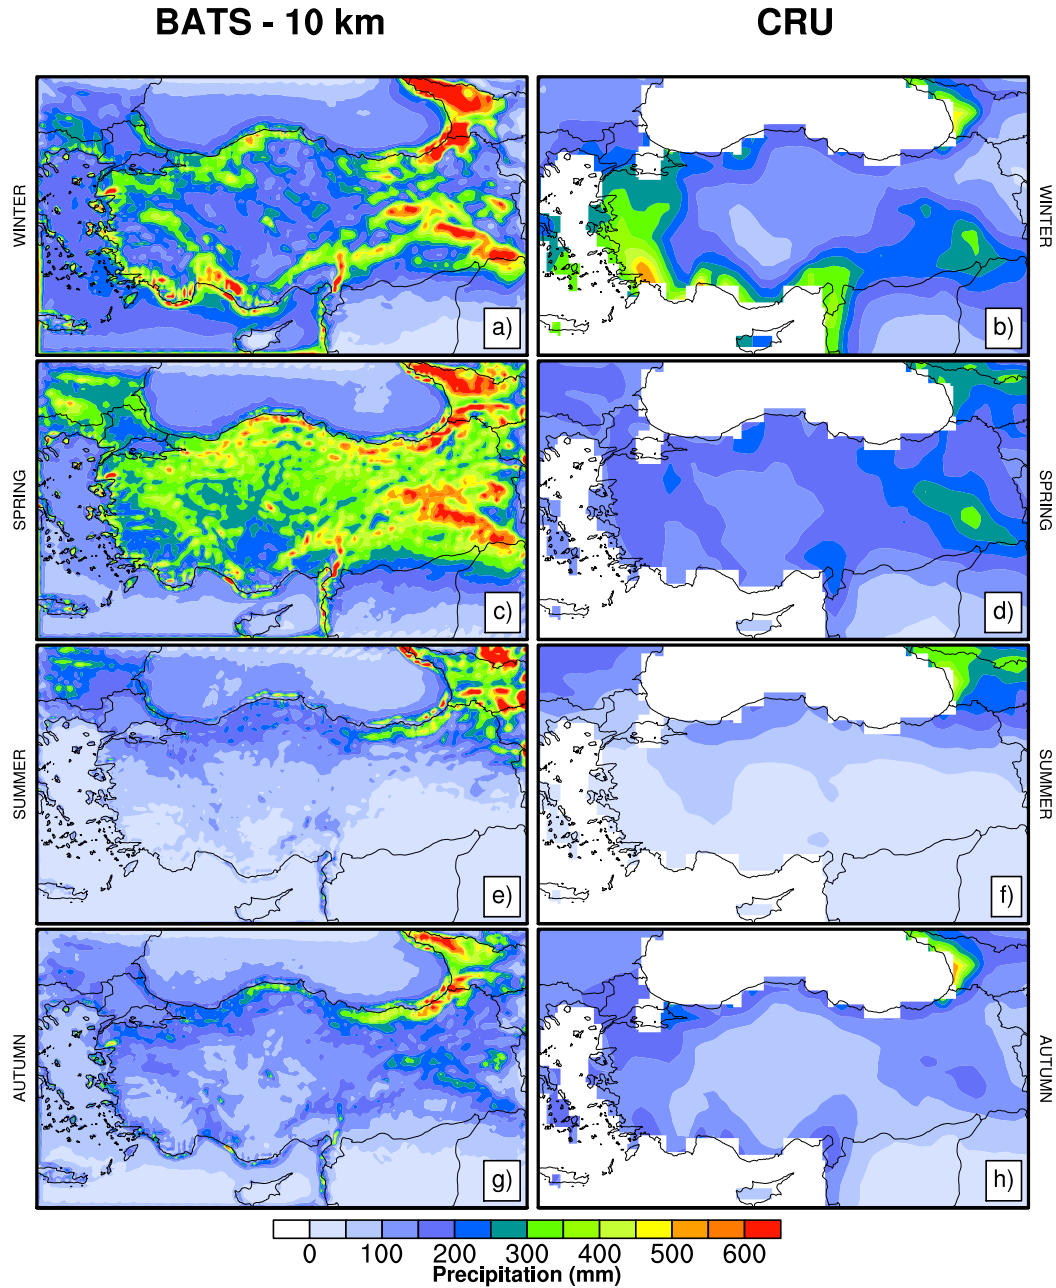 BATS - 10 km CRU
WINTER a) b) WINTER
SPRING c) d) SPRING
SUMMER e) f) SUMMER
AUTUMN g) h) AUTUMN
0 100 200 300 400 500 600
Precipitation (mm)